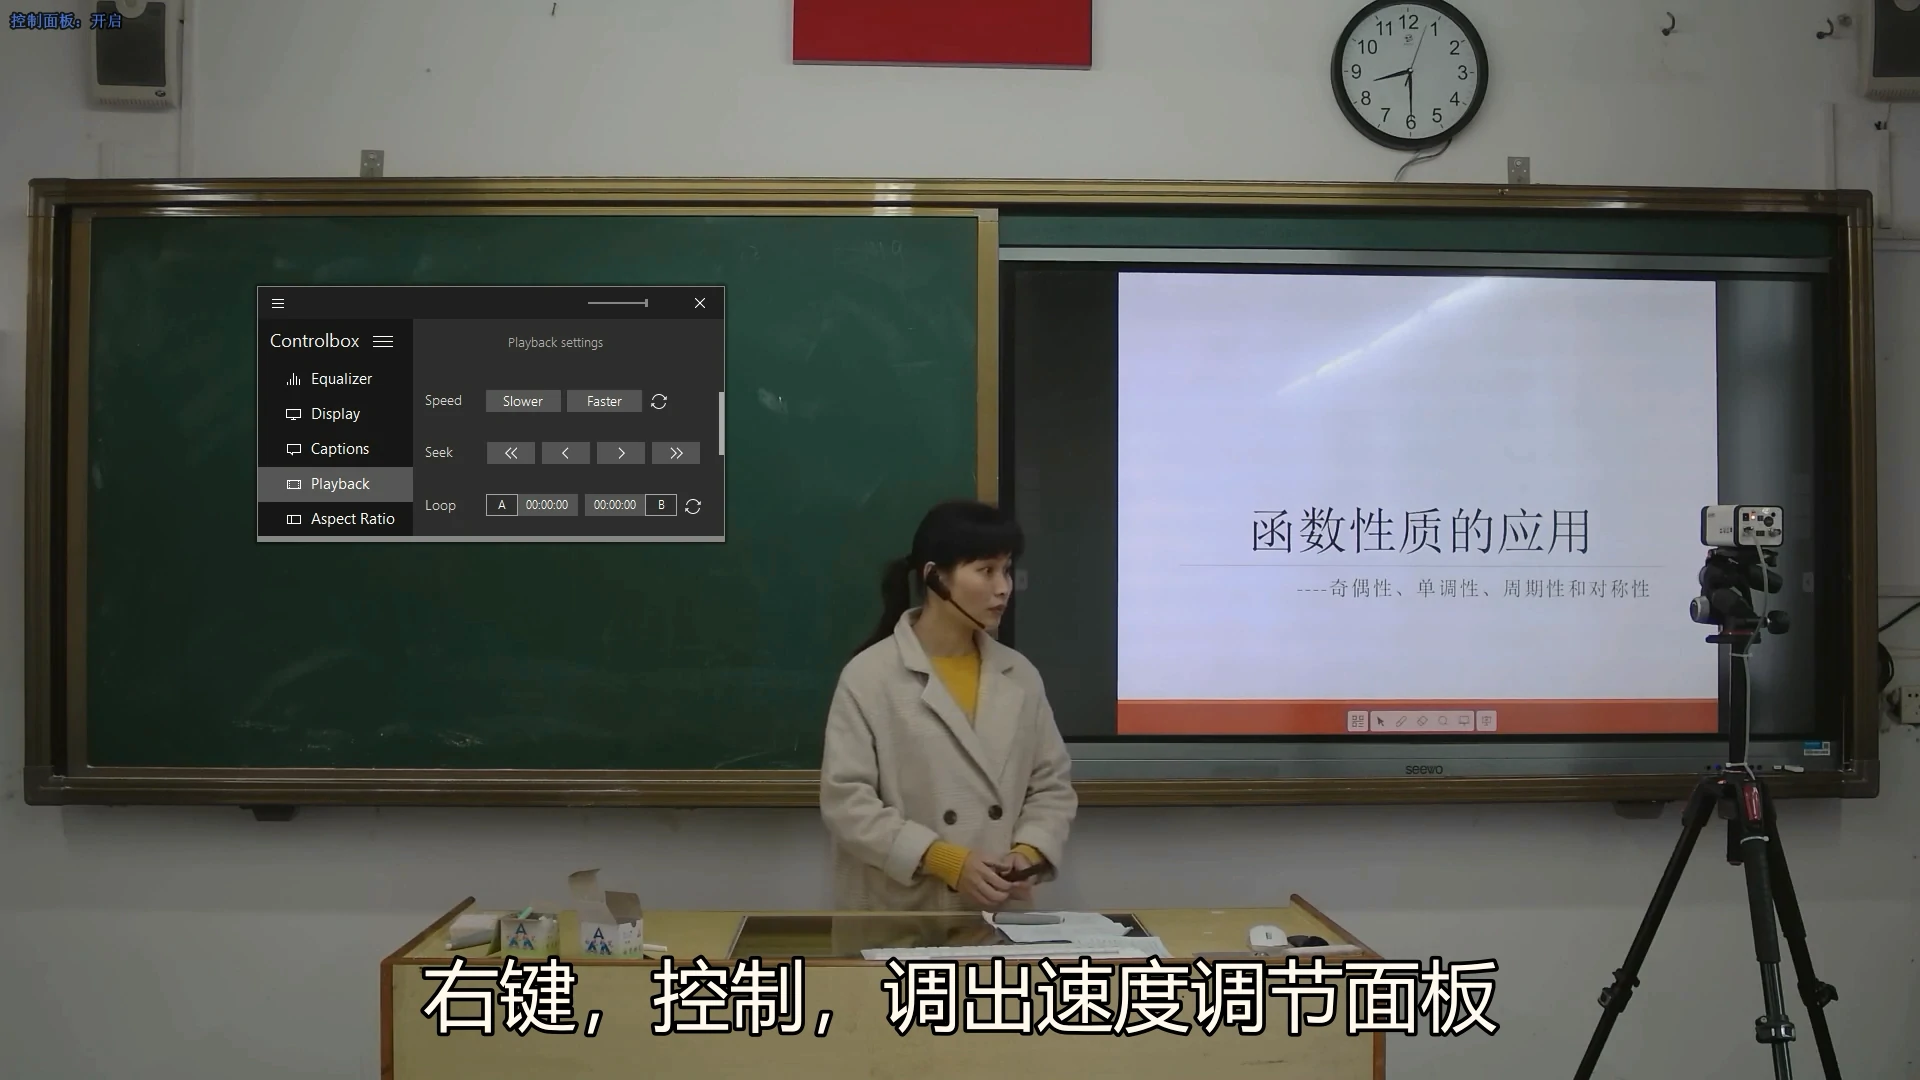 控制面板: 开启
11 12 1
10 2
9 3
8 4
7 6 5
Controlbox
Playback settings
Equalizer
Display
Captions
Playback
Aspect Ratio
Speed Slower Faster
Seek
Loop A 00:00:00 00:00:00 B
函数性质的应用
----奇偶性、单调性、周期性和对称性
seewo
A
A
右键，控制，调出速度调节面板